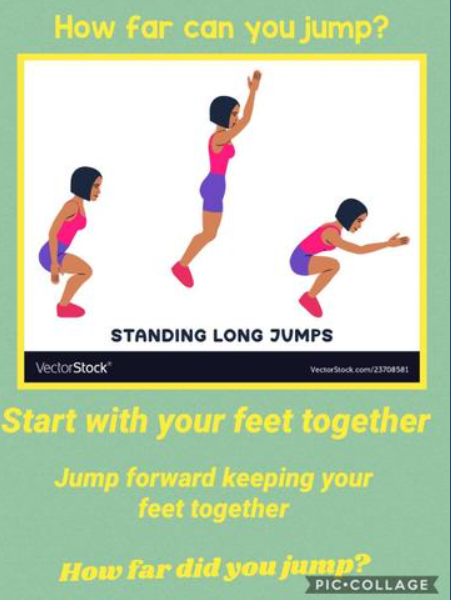 How far can you jump?
STANDING LONG JUMPS
VectorStock®
VectorStock.com/23708581
Start with your feet together
Jump forward keeping your
feet together
How far did you jump?
PIC•COLLAGE